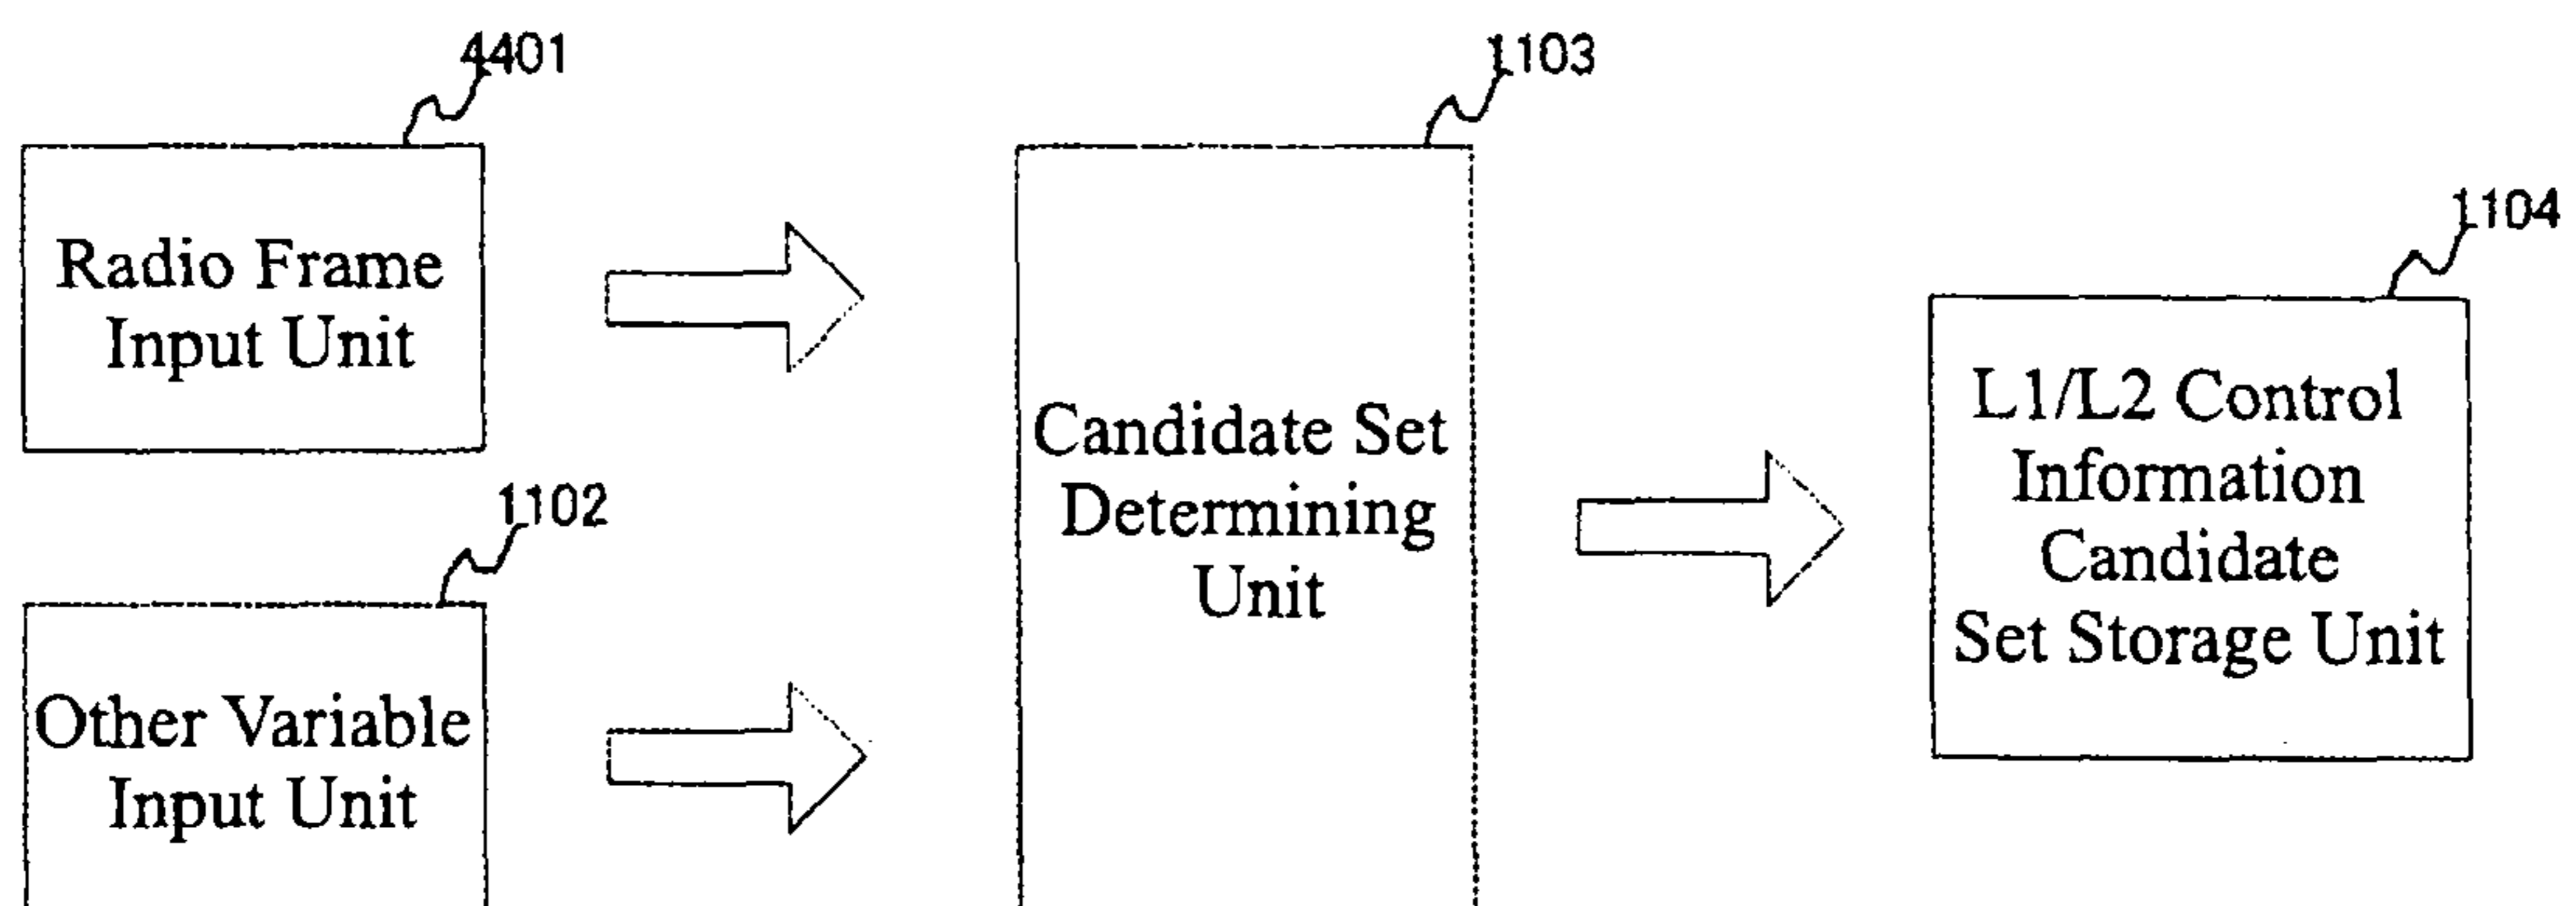 4401
Radio Frame
Input Unit
1102
Other Variable
Input Unit
1103
Candidate Set
Determining
Unit
1104
L1/L2 Control
Information
Candidate
Set Storage Unit